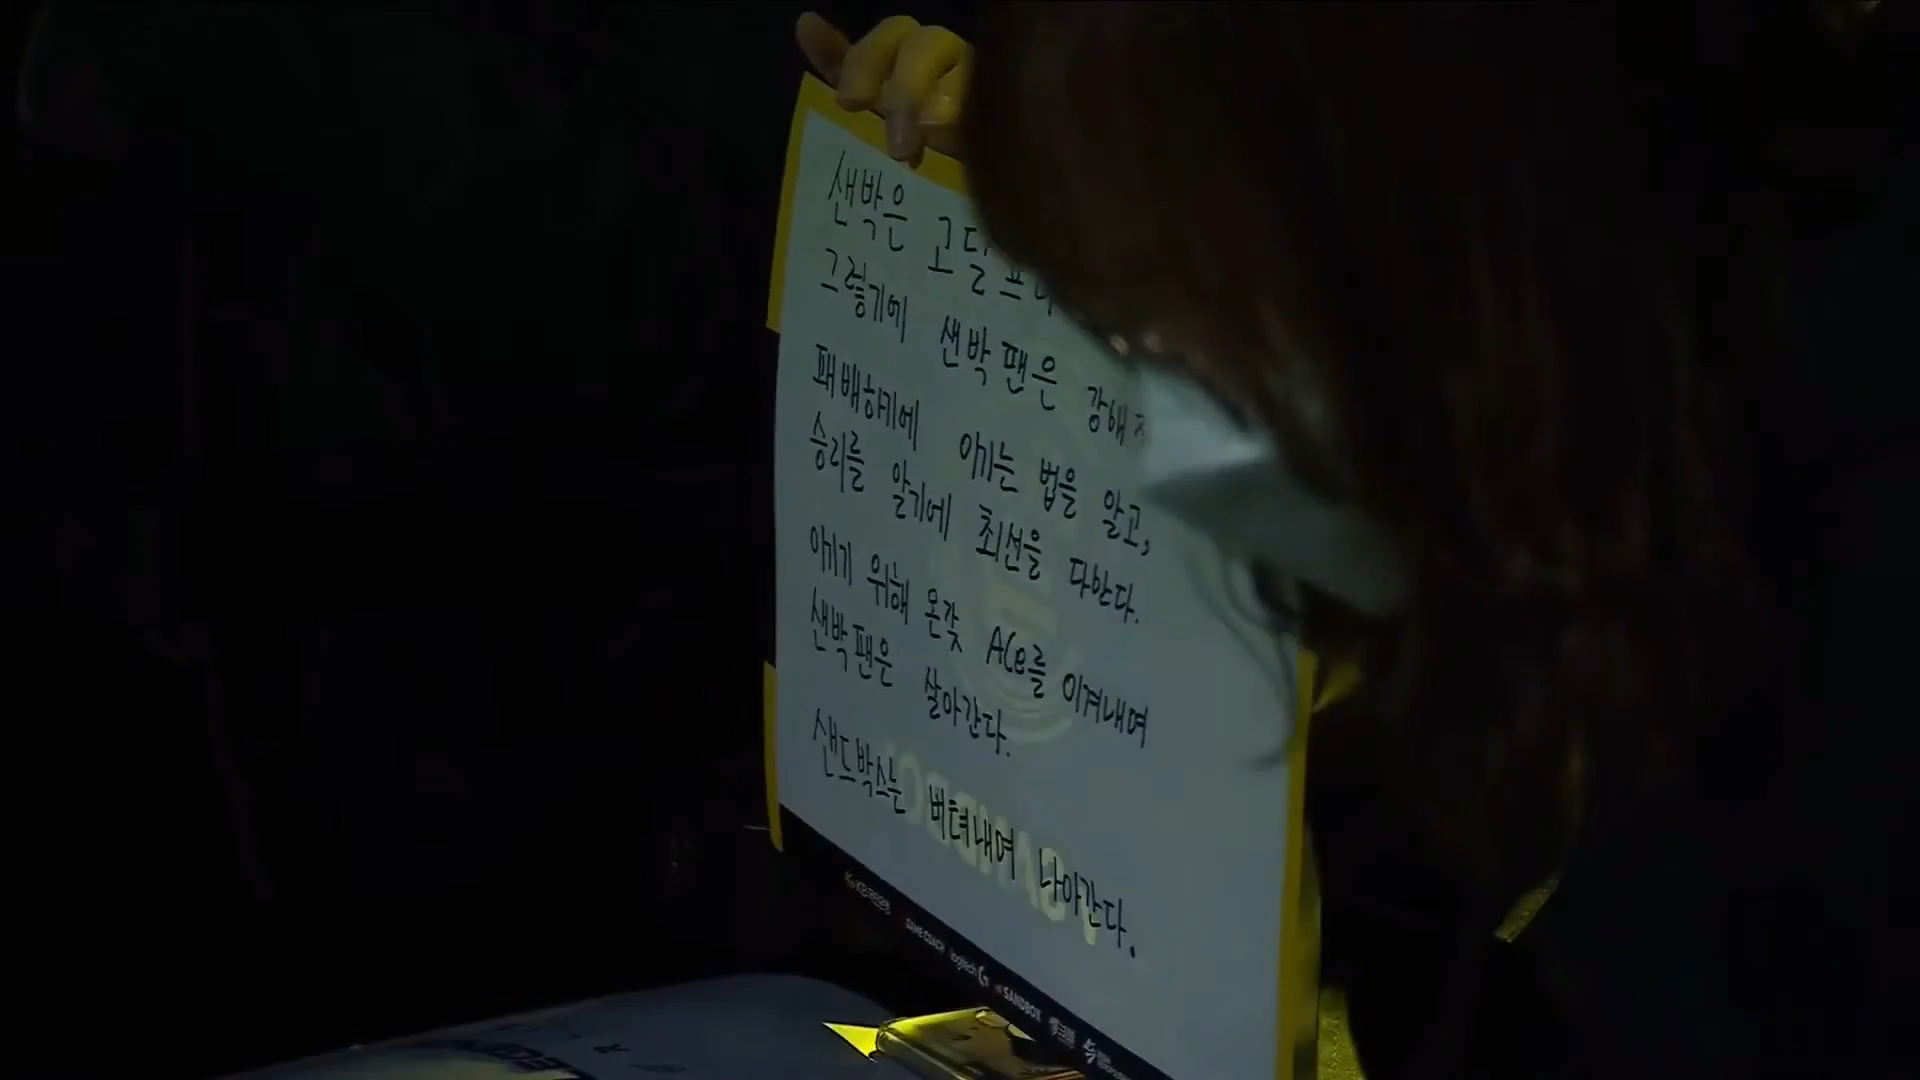 샌박은 고달프
그렇기에 샌박팬은 강해
패배하기에 이기는 법을 알고,
승리를 알기에 최선을 다한다.
이기기 위해 온갖 Ace를 이겨내며
샌박팬은 살아간다.
샌드박스는 버텨내며 나아간다.
GAME COACH logitech G SANDBOX